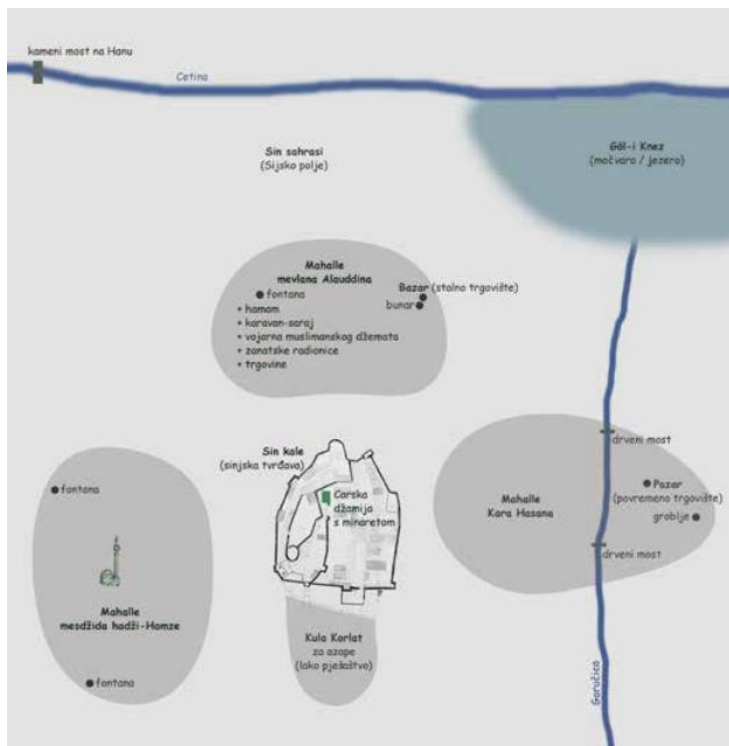 kameni most na Hanu
Cetina
Sin sahrasi
(Sijsko polje)
Göl-i Knez
(močvara / jezero)
Mahalle
mevlana Alauddina
fontana
+ hamam
+ karavan-saraj
+ vojarna muslimanskog džemata
+ zanatske radionice
+ trgovine
Bazar (stalno trgovište)
bunar
Sin kale
(sinjska tvrđava)
Carska
džamija
s minaretom
drveni most
Mahalle
Kara Hasana
Pazar
(povremeno trgovište)
groblje
drveni most
fontana
Mahalle
mesdžida hadži-Hamze
fontana
Kula Korlat
za azape
(lako pješaštvo)
Goručica